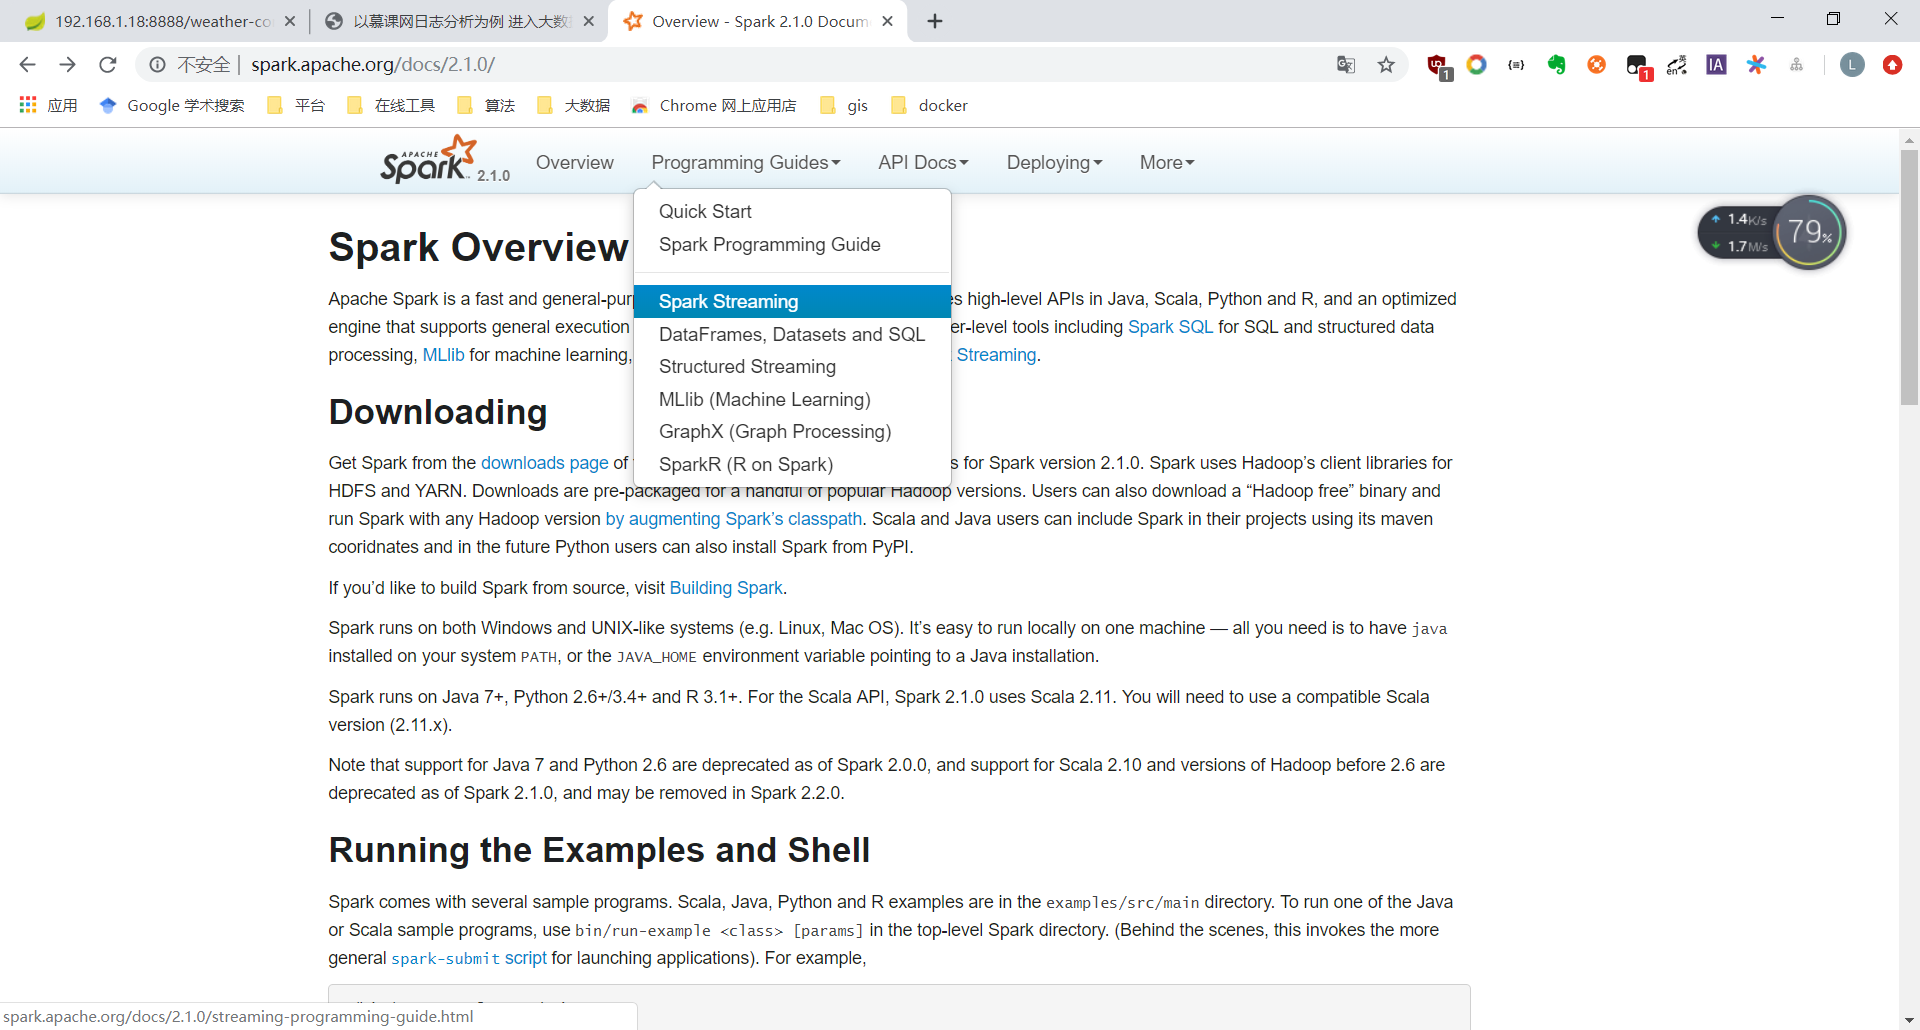 192.168.1.18:8888/weather-co
以慕课网日志分析为例 进入大数
Overview - Spark 2.1.0 Docum
不安全 | spark.apache.org/docs/2.1.0/
1
{≡}
1
英
en
IA
L
应用
Google 学术搜索
平台
在线工具
算法
大数据
Chrome 网上应用店
gis
docker
APACHE
Spark™ 2.1.0
Overview
Programming Guides
API Docs
Deploying
More
Quick Start
Spark Programming Guide
Spark Streaming
DataFrames, Datasets and SQL
Structured Streaming
MLlib (Machine Learning)
GraphX (Graph Processing)
SparkR (R on Spark)
1.4K/s
1.7M/s
79%
Spark Overview
Apache Spark is a fast and general-pur s high-level APIs in Java, Scala, Python and R, and an optimized
engine that supports general execution er-level tools including Spark SQL for SQL and structured data
processing, MLlib for machine learning, Streaming.
Downloading
Get Spark from the downloads page of s for Spark version 2.1.0. Spark uses Hadoop’s client libraries for
HDFS and YARN. Downloads are pre-packaged for a handful of popular Hadoop versions. Users can also download a “Hadoop free” binary and
run Spark with any Hadoop version by augmenting Spark’s classpath. Scala and Java users can include Spark in their projects using its maven
cooridnates and in the future Python users can also install Spark from PyPI.
If you’d like to build Spark from source, visit Building Spark.
Spark runs on both Windows and UNIX-like systems (e.g. Linux, Mac OS). It’s easy to run locally on one machine — all you need is to have java
installed on your system PATH, or the JAVA_HOME environment variable pointing to a Java installation.
Spark runs on Java 7+, Python 2.6+/3.4+ and R 3.1+. For the Scala API, Spark 2.1.0 uses Scala 2.11. You will need to use a compatible Scala
version (2.11.x).
Note that support for Java 7 and Python 2.6 are deprecated as of Spark 2.0.0, and support for Scala 2.10 and versions of Hadoop before 2.6 are
deprecated as of Spark 2.1.0, and may be removed in Spark 2.2.0.
Running the Examples and Shell
Spark comes with several sample programs. Scala, Java, Python and R examples are in the examples/src/main directory. To run one of the Java
or Scala sample programs, use bin/run-example <class> [params] in the top-level Spark directory. (Behind the scenes, this invokes the more
general spark-submit script for launching applications). For example,
spark.apache.org/docs/2.1.0/streaming-programming-guide.html